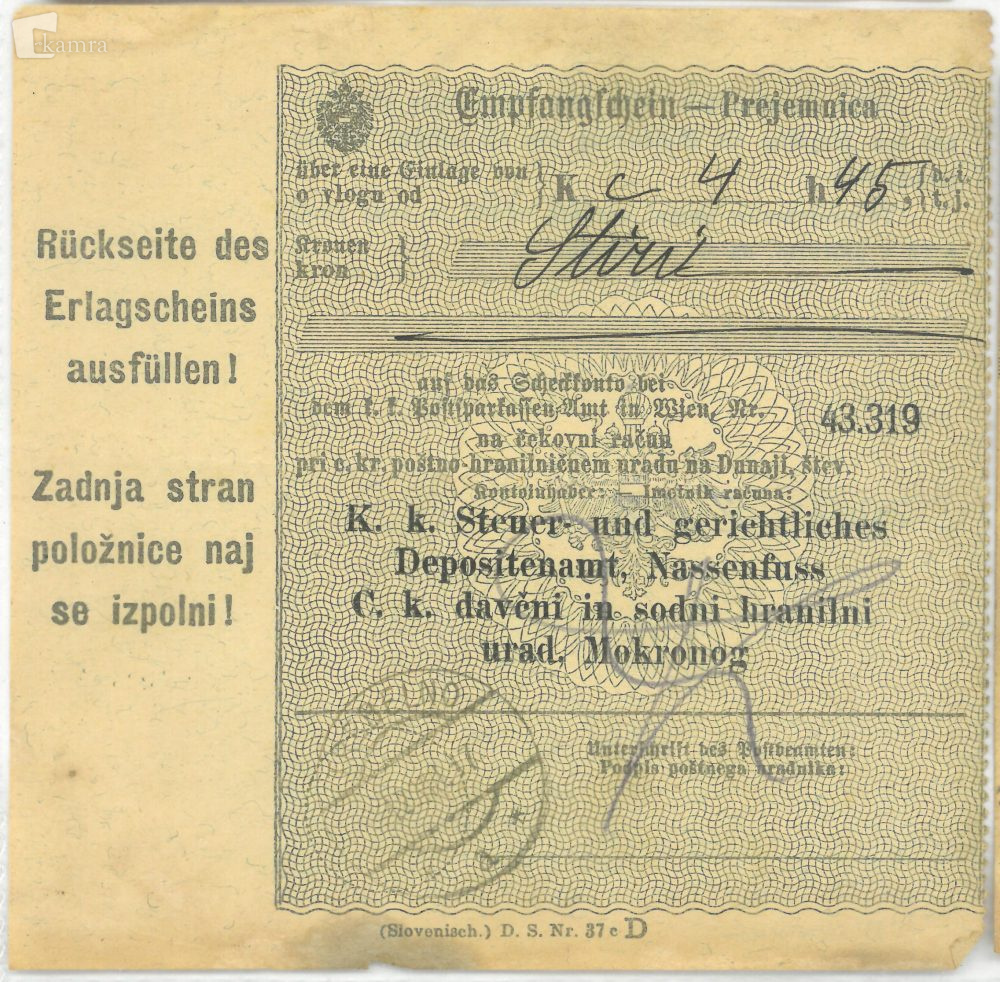 kamra
Empfangschein — Prejemnica
über eine Einlage von
o vlogu od
K c 4 h 45, d. i.
t. j.
Kronen
kron
Štirii
Rückseite des
Erlagscheins
ausfüllen!
Zadnja stran
položnice naj
se izpolni!
auf das Scheckkonto bei
dem k. k. Postsparkassen-Amt in Wien, Nr.
43.319
na čekovni račun
pri c. kr. poštno-hranilničnem uradu na Dunaji, štev.
Kontoinhaber: — Imetnik računa:
K. k. Steuer- und gerichtliches
Depositenamt, Nassenfuss
C. k. davčni in sodni hranilni
urad, Mokronog
Unterschrift des Postbeamten:
Podpis poštnega uradnika:
(Slovenisch.) D. S. Nr. 37 c D